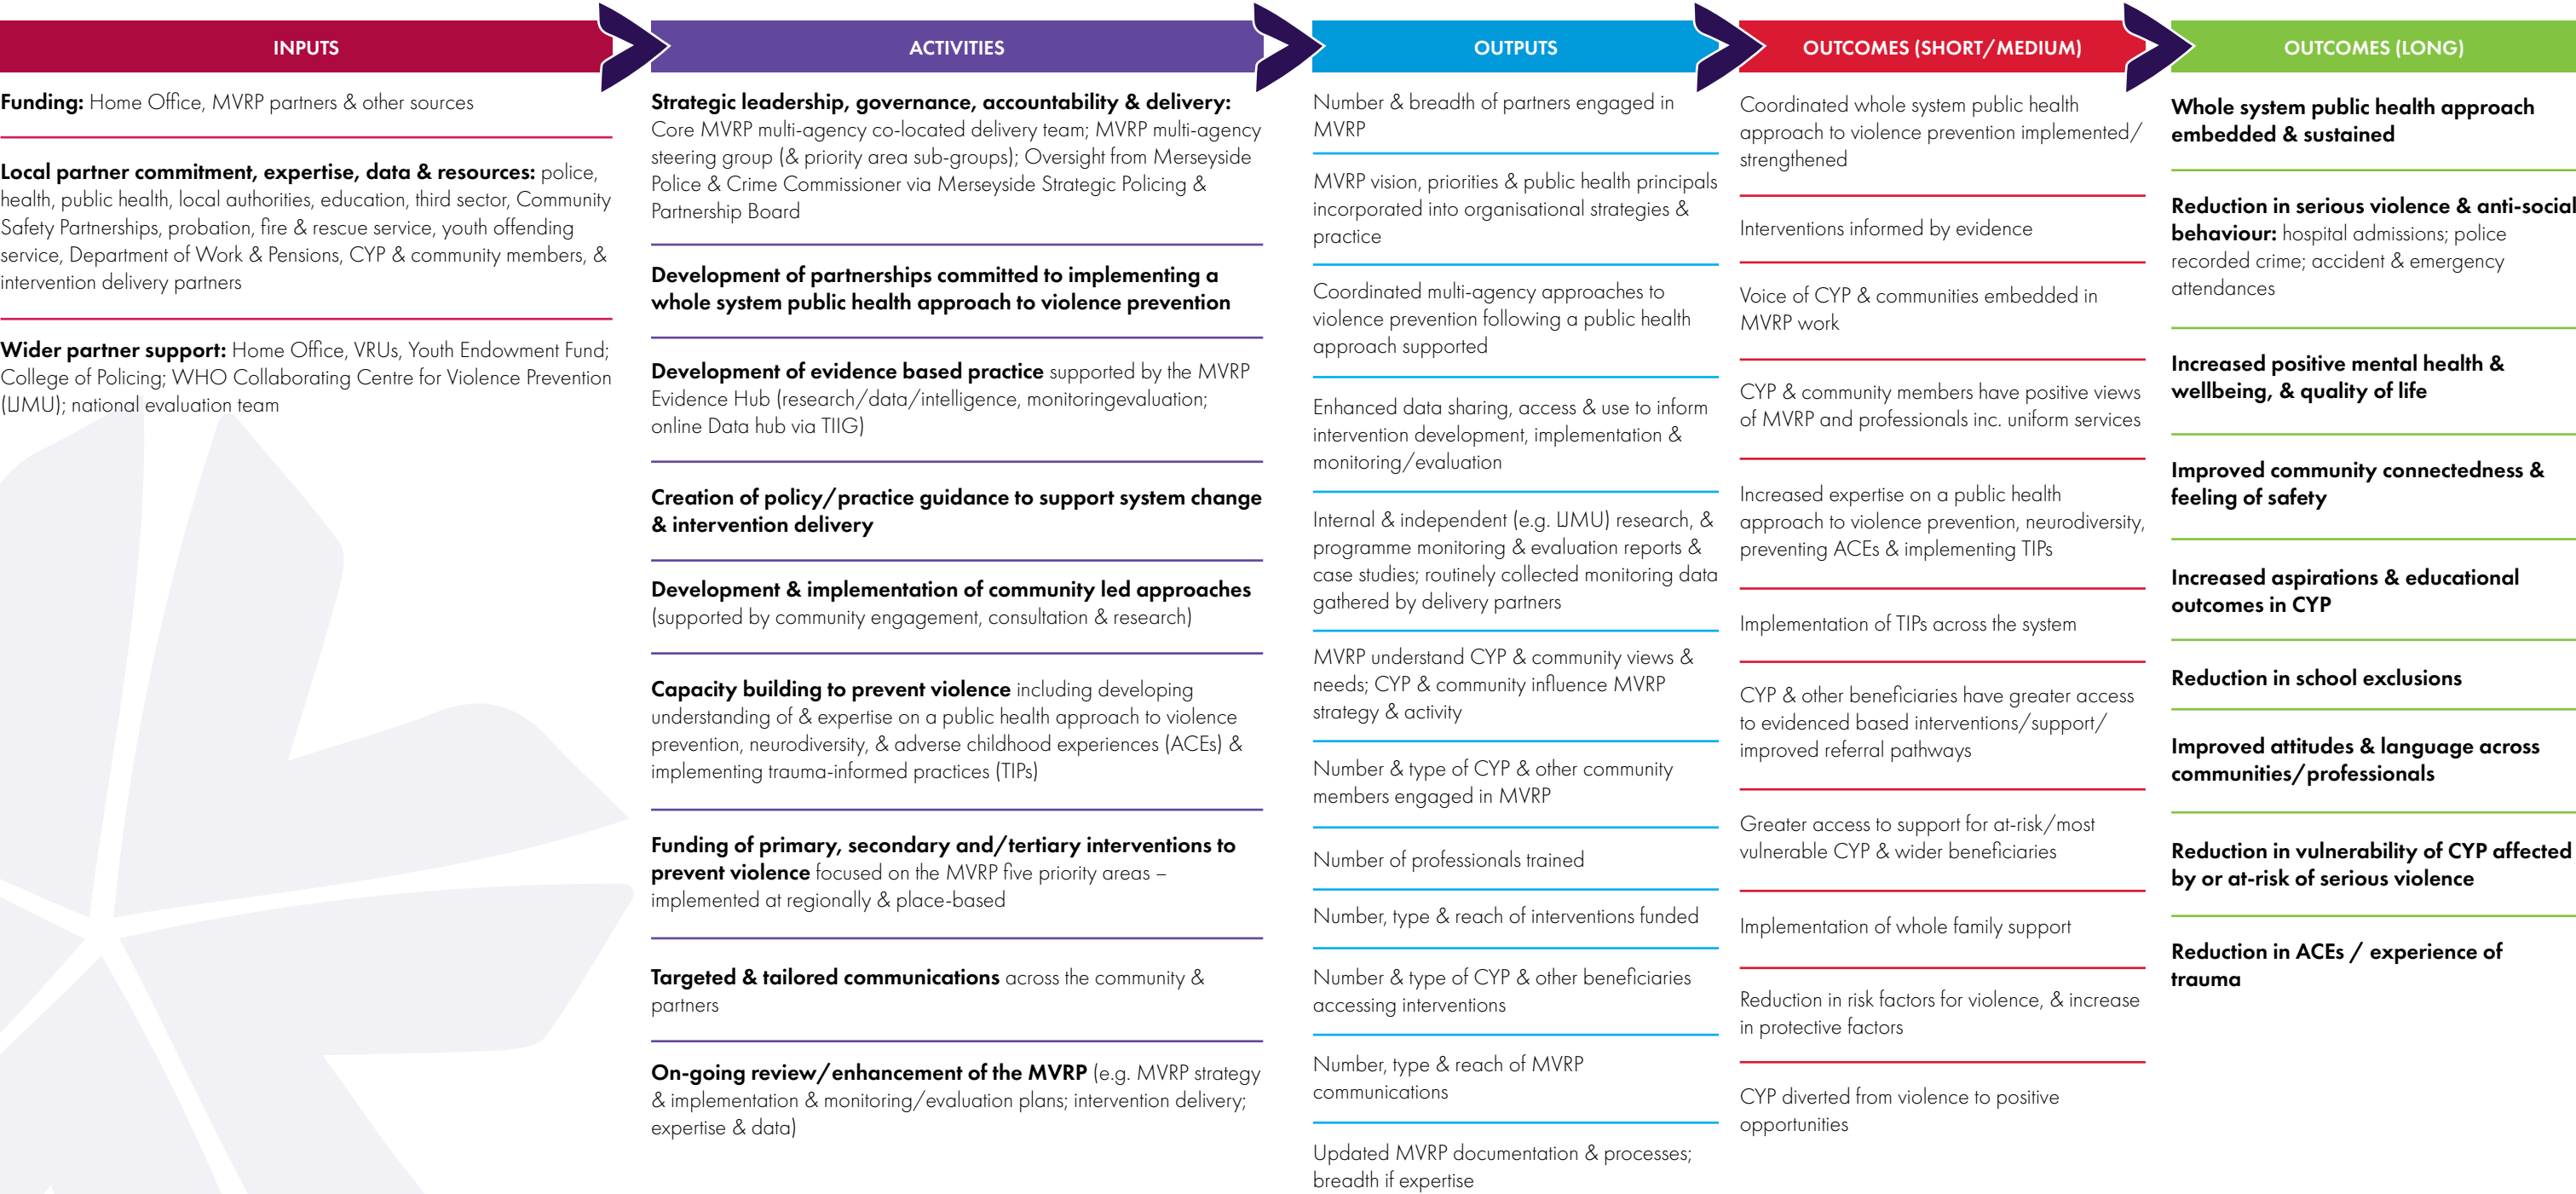 INPUTS
Funding: Home Office, MVRP partners & other sources
Local partner commitment, expertise, data & resources: police,
health, public health, local authorities, education, third sector, Community
Safety Partnerships, probation, fire & rescue service, youth offending
service, Department of Work & Pensions, CYP & community members, &
intervention delivery partners
Wider partner support: Home Office, VRUs, Youth Endowment Fund;
College of Policing; WHO Collaborating Centre for Violence Prevention
(LJMU); national evaluation team
ACTIVITIES
Strategic leadership, governance, accountability & delivery:
Core MVRP multi-agency co-located delivery team; MVRP multi-agency
steering group (& priority area sub-groups); Oversight from Merseyside
Police & Crime Commissioner via Merseyside Strategic Policing &
Partnership Board
Development of partnerships committed to implementing a
whole system public health approach to violence prevention
Development of evidence based practice supported by the MVRP
Evidence Hub (research/data/intelligence, monitoringevaluation;
online Data hub via TIIG)
Creation of policy/practice guidance to support system change
& intervention delivery
Development & implementation of community led approaches
(supported by community engagement, consultation & research)
Capacity building to prevent violence including developing
understanding of & expertise on a public health approach to violence
prevention, neurodiversity, & adverse childhood experiences (ACEs) &
implementing trauma-informed practices (TIPs)
Funding of primary, secondary and/tertiary interventions to
prevent violence focused on the MVRP five priority areas –
implemented at regionally & place-based
Targeted & tailored communications across the community &
partners
On-going review/enhancement of the MVRP (e.g. MVRP strategy
& implementation & monitoring/evaluation plans; intervention delivery;
expertise & data)
OUTPUTS
Number & breadth of partners engaged in
MVRP
MVRP vision, priorities & public health principals
incorporated into organisational strategies &
practice
Coordinated multi-agency approaches to
violence prevention following a public health
approach supported
Enhanced data sharing, access & use to inform
intervention development, implementation &
monitoring/evaluation
Internal & independent (e.g. LJMU) research, &
programme monitoring & evaluation reports &
case studies; routinely collected monitoring data
gathered by delivery partners
MVRP understand CYP & community views &
needs; CYP & community influence MVRP
strategy & activity
Number & type of CYP & other community
members engaged in MVRP
Number of professionals trained
Number, type & reach of interventions funded
Number & type of CYP & other beneficiaries
accessing interventions
Number, type & reach of MVRP
communications
Updated MVRP documentation & processes;
breadth if expertise
OUTCOMES (SHORT/MEDIUM)
Coordinated whole system public health
approach to violence prevention implemented/
strengthened
Interventions informed by evidence
Voice of CYP & communities embedded in
MVRP work
CYP & community members have positive views
of MVRP and professionals inc. uniform services
Increased expertise on a public health
approach to violence prevention, neurodiversity,
preventing ACEs & implementing TIPs
Implementation of TIPs across the system
CYP & other beneficiaries have greater access
to evidenced based interventions/support/
improved referral pathways
Greater access to support for at-risk/most
vulnerable CYP & wider beneficiaries
Implementation of whole family support
Reduction in risk factors for violence, & increase
in protective factors
CYP diverted from violence to positive
opportunities
OUTCOMES (LONG)
Whole system public health approach
embedded & sustained
Reduction in serious violence & anti-social
behaviour: hospital admissions; police
recorded crime; accident & emergency
attendances
Increased positive mental health &
wellbeing, & quality of life
Improved community connectedness &
feeling of safety
Increased aspirations & educational
outcomes in CYP
Reduction in school exclusions
Improved attitudes & language across
communities/professionals
Reduction in vulnerability of CYP affected
by or at-risk of serious violence
Reduction in ACEs / experience of
trauma